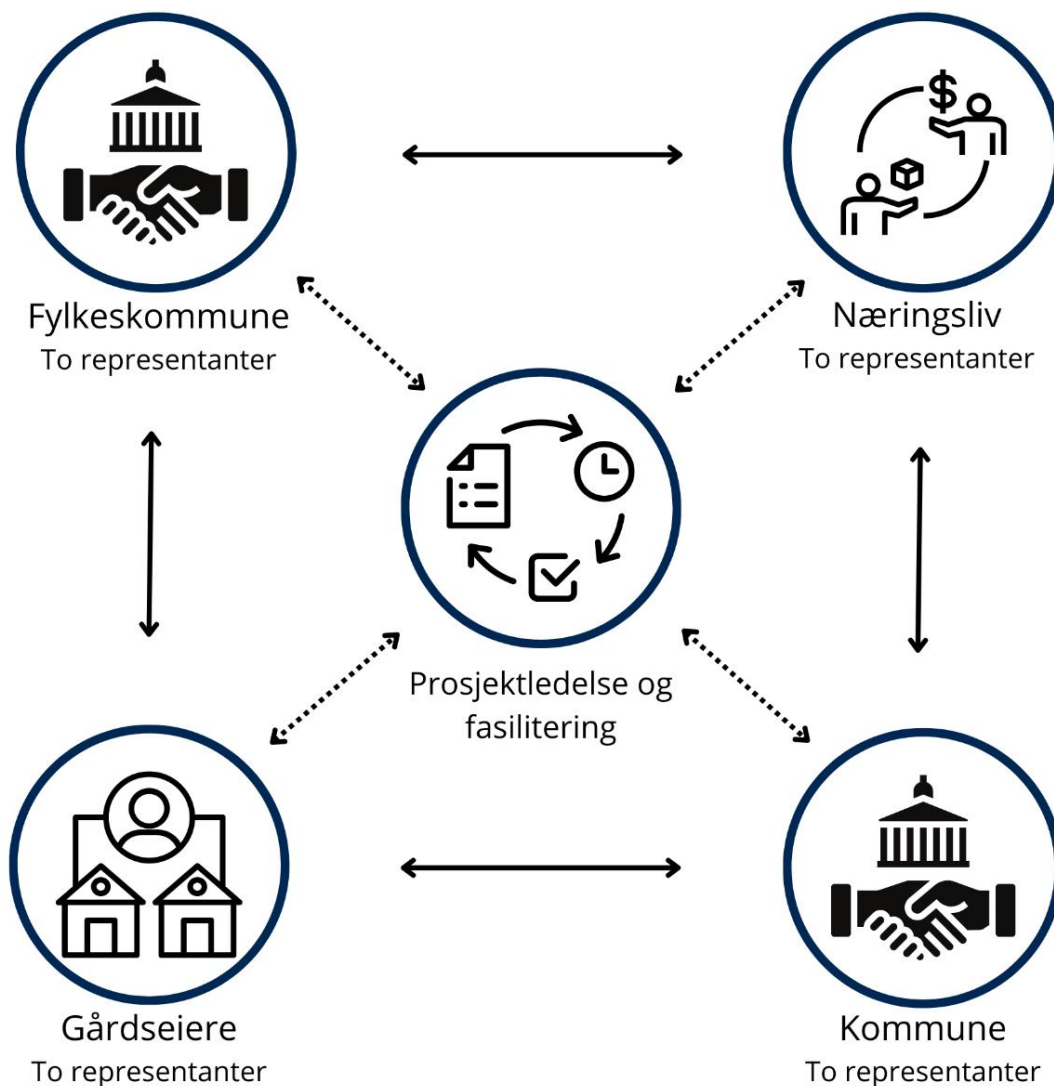 Fylkeskommune
To representanter
Næringsliv
To representanter
Prosjektledelse og
fasilitering
Gårdseiere
To representanter
Kommune
To representanter